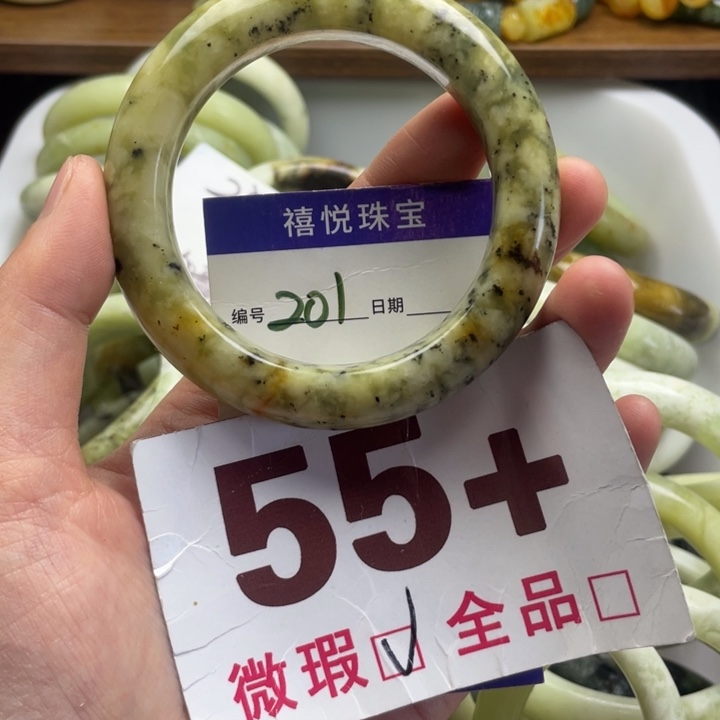 禧悦珠宝
编号 201 日期
55+
微瑕☑ 全品☐